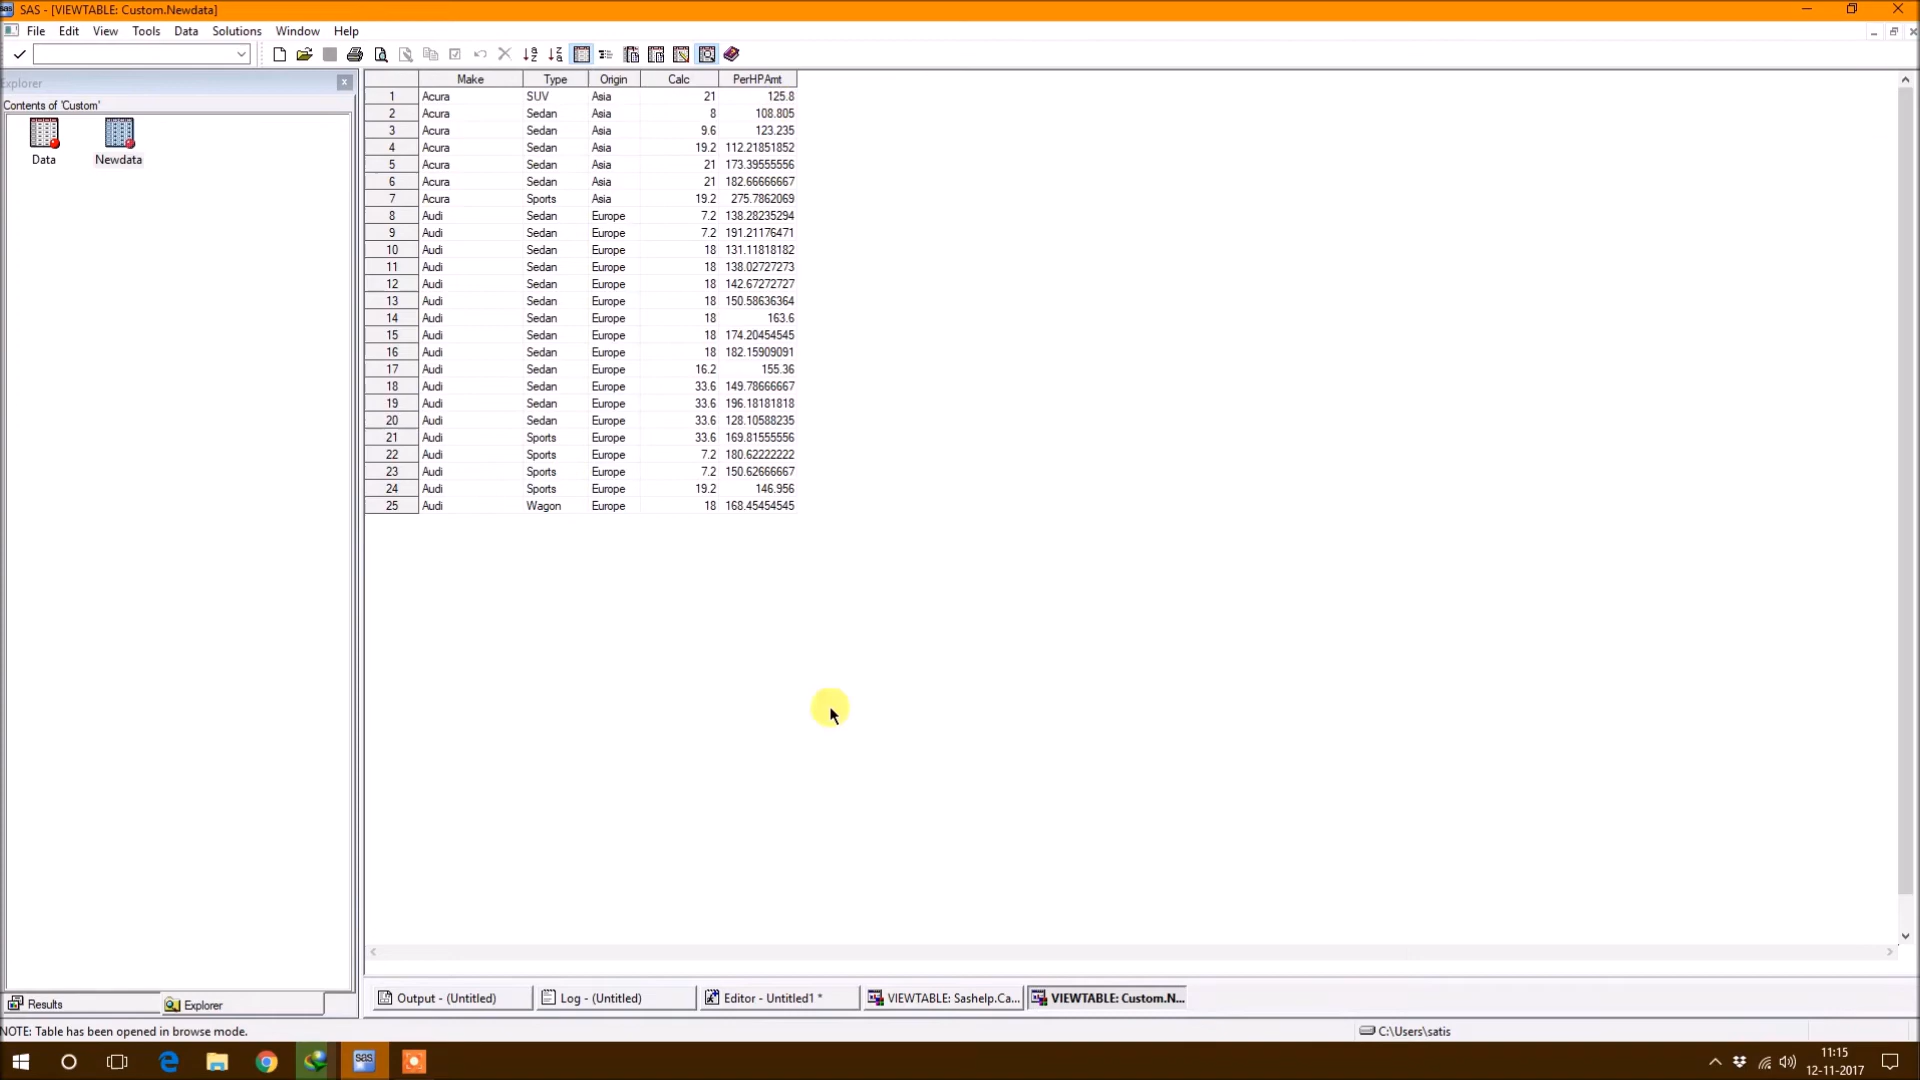 SAS - [VIEWTABLE: Custom.Newdata]
File Edit View Tools Data Solutions Window Help
Explorer
Contents of 'Custom'
Data Newdata
Make Type Origin Calc PerHPAmt
1 Acura SUV Asia 21 125.8
2 Acura Sedan Asia 8 108.805
3 Acura Sedan Asia 9.6 123.235
4 Acura Sedan Asia 19.2 112.21851852
5 Acura Sedan Asia 21 173.39555556
6 Acura Sedan Asia 21 182.66666667
7 Acura Sports Asia 19.2 275.7862069
8 Audi Sedan Europe 7.2 138.28235294
9 Audi Sedan Europe 7.2 191.21176471
10 Audi Sedan Europe 18 131.11818182
11 Audi Sedan Europe 18 138.02727273
12 Audi Sedan Europe 18 142.67272727
13 Audi Sedan Europe 18 150.58636364
14 Audi Sedan Europe 18 163.6
15 Audi Sedan Europe 18 174.20454545
16 Audi Sedan Europe 18 182.15909091
17 Audi Sedan Europe 16.2 155.36
18 Audi Sedan Europe 33.6 149.78666667
19 Audi Sedan Europe 33.6 196.18181818
20 Audi Sedan Europe 33.6 128.10588235
21 Audi Sports Europe 33.6 169.81555556
22 Audi Sports Europe 7.2 180.62222222
23 Audi Sports Europe 7.2 150.62666667
24 Audi Sports Europe 19.2 146.956
25 Audi Wagon Europe 18 168.45454545
Results Explorer
Output - (Untitled) Log - (Untitled) Editor - Untitled1 * VIEWTABLE: Sashelp.Ca... VIEWTABLE: Custom.N...
NOTE: Table has been opened in browse mode. C:\Users\satis
sas
11:15
12-11-2017